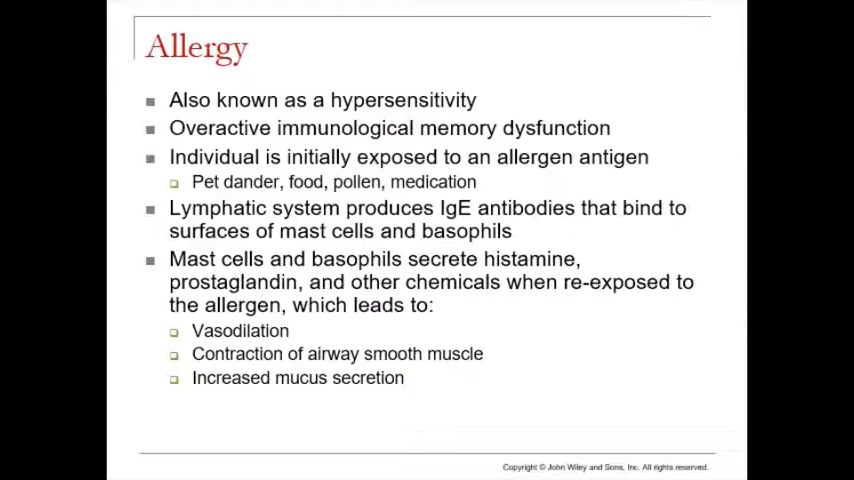 Allergy
Also known as a hypersensitivity
Overactive immunological memory dysfunction
Individual is initially exposed to an allergen antigen
Pet dander, food, pollen, medication
Lymphatic system produces IgE antibodies that bind to
surfaces of mast cells and basophils
Mast cells and basophils secrete histamine,
prostaglandin, and other chemicals when re-exposed to
the allergen, which leads to:
Vasodilation
Contraction of airway smooth muscle
Increased mucus secretion
Copyright © John Wiley and Sons, Inc. All rights reserved.